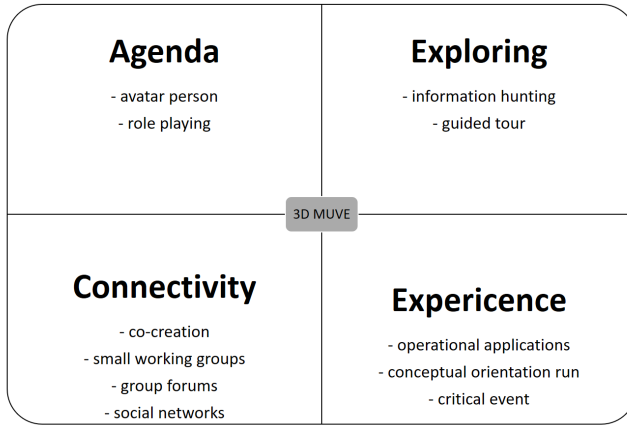 Agenda
- avatar person
- role playing
Exploring
- information hunting
- guided tour
3D MUVE
Connectivity
- co-creation
- small working groups
- group forums
- social networks
Expericence
- operational applications
- conceptual orientation run
- critical event